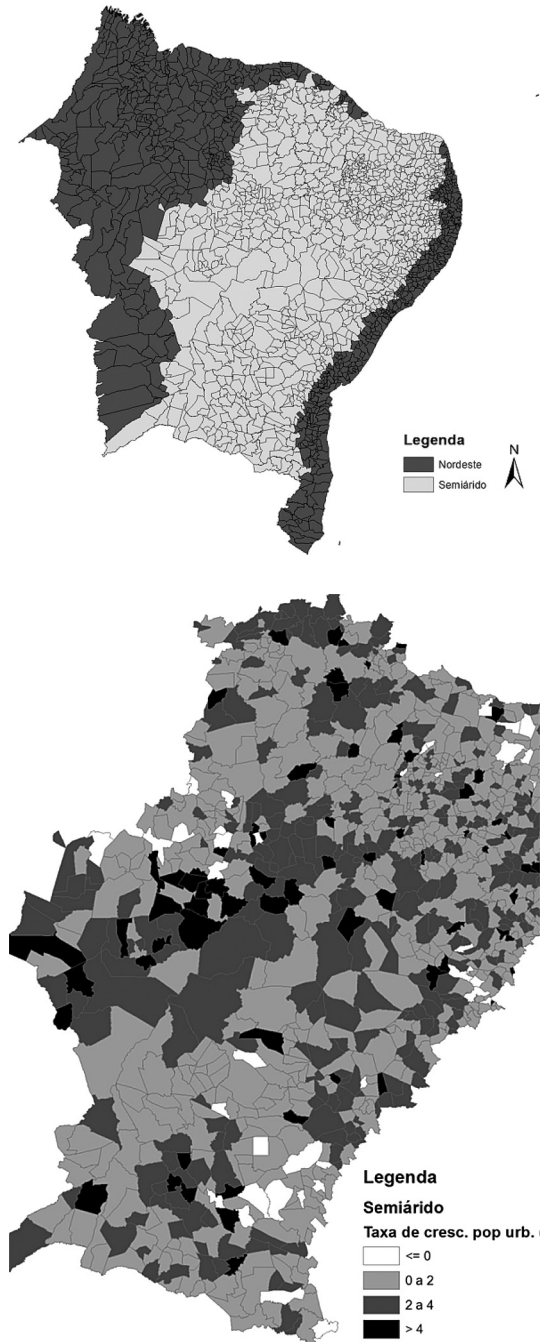 Legenda
N
Nordeste
Semiárido
Legenda
Semiárido
Taxa de cresc. pop urb.
<= 0
0 a 2
2 a 4
> 4